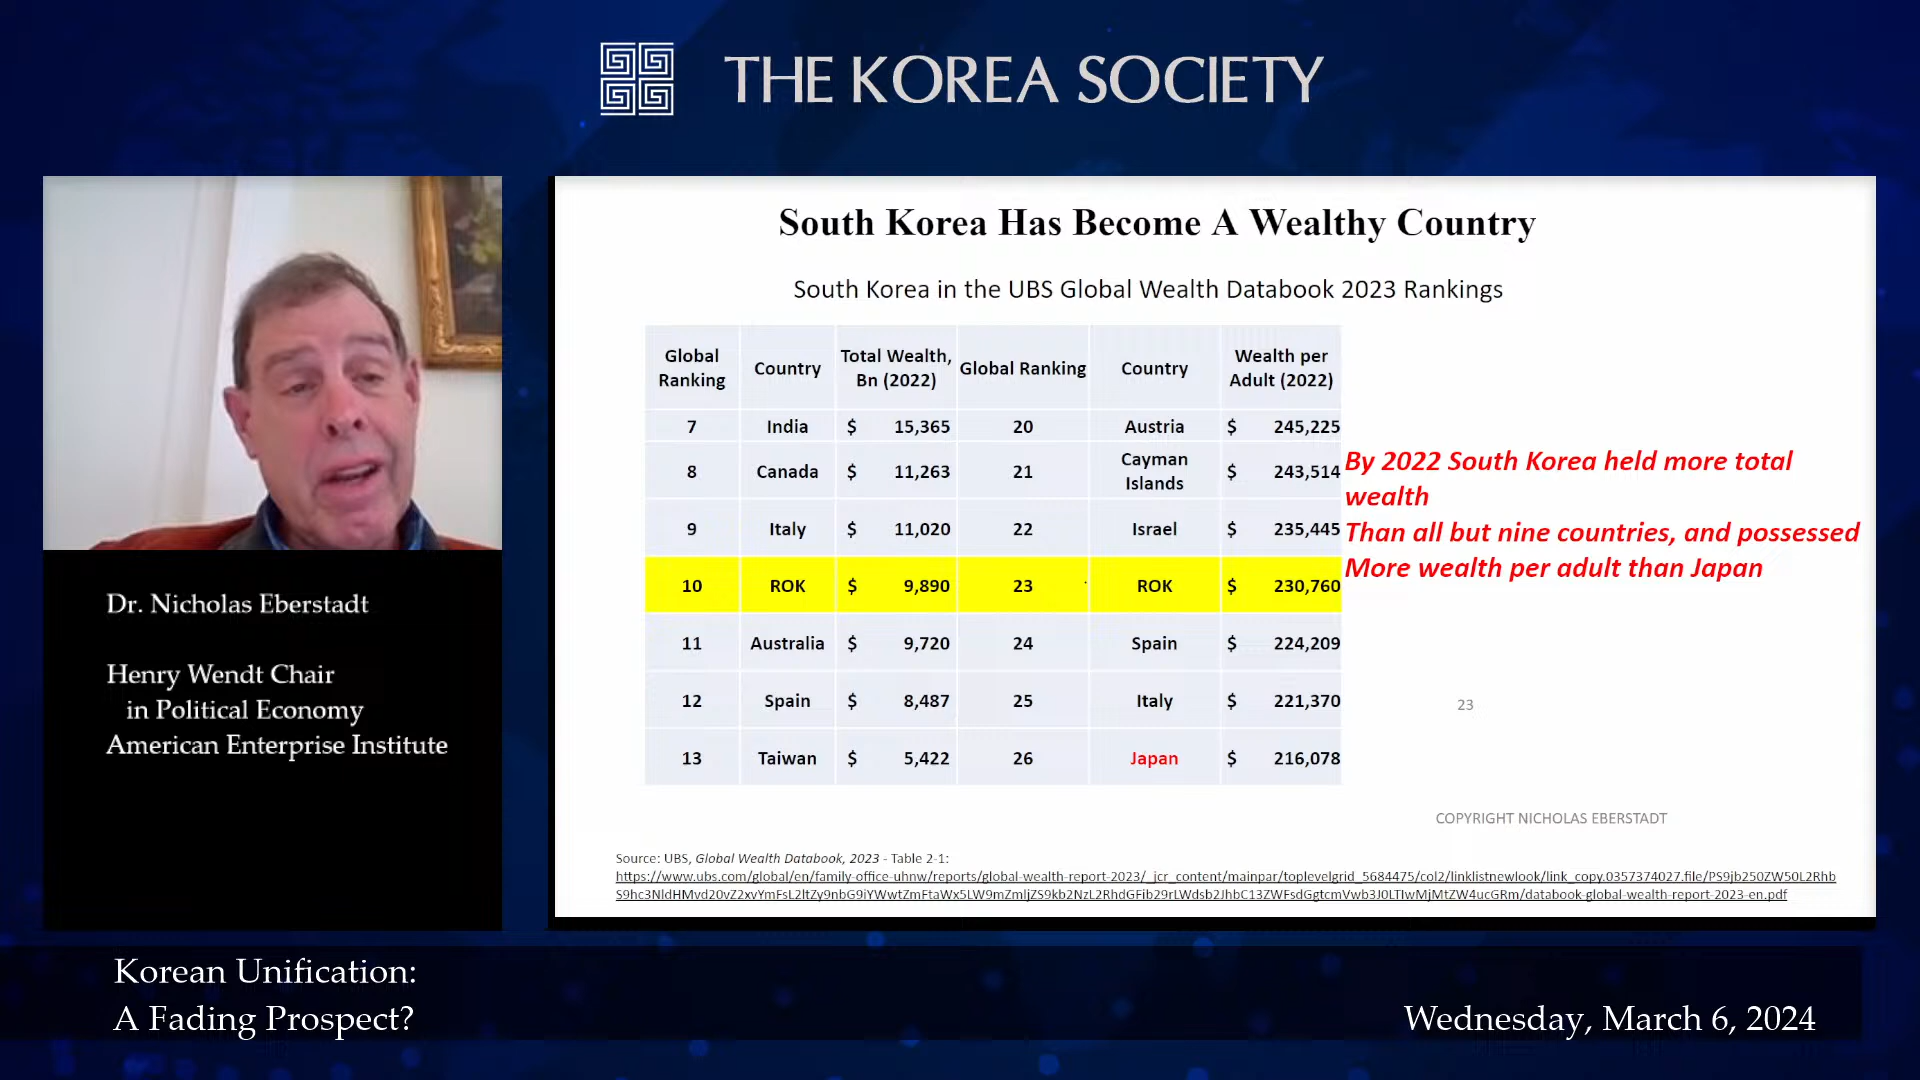 THE KOREA SOCIETY
Dr. Nicholas Eberstadt
Henry Wendt Chair
in Political Economy
American Enterprise Institute
South Korea Has Become A Wealthy Country
South Korea in the UBS Global Wealth Databook 2023 Rankings
Global Ranking Country Total Wealth, Bn (2022) Global Ranking Country Wealth per Adult (2022)
7 India $ 15,365 20 Austria $ 245,225
8 Canada $ 11,263 21 Cayman Islands $ 243,514
9 Italy $ 11,020 22 Israel $ 235,445
10 ROK $ 9,890 23 ROK $ 230,760
11 Australia $ 9,720 24 Spain $ 224,209
12 Spain $ 8,487 25 Italy $ 221,370
13 Taiwan $ 5,422 26 Japan $ 216,078
By 2022 South Korea held more total
wealth
Than all but nine countries, and possessed
More wealth per adult than Japan
23
COPYRIGHT NICHOLAS EBERSTADT
Source: UBS, Global Wealth Databook, 2023 - Table 2-1:
Korean Unification:
A Fading Prospect?
Wednesday, March 6, 2024